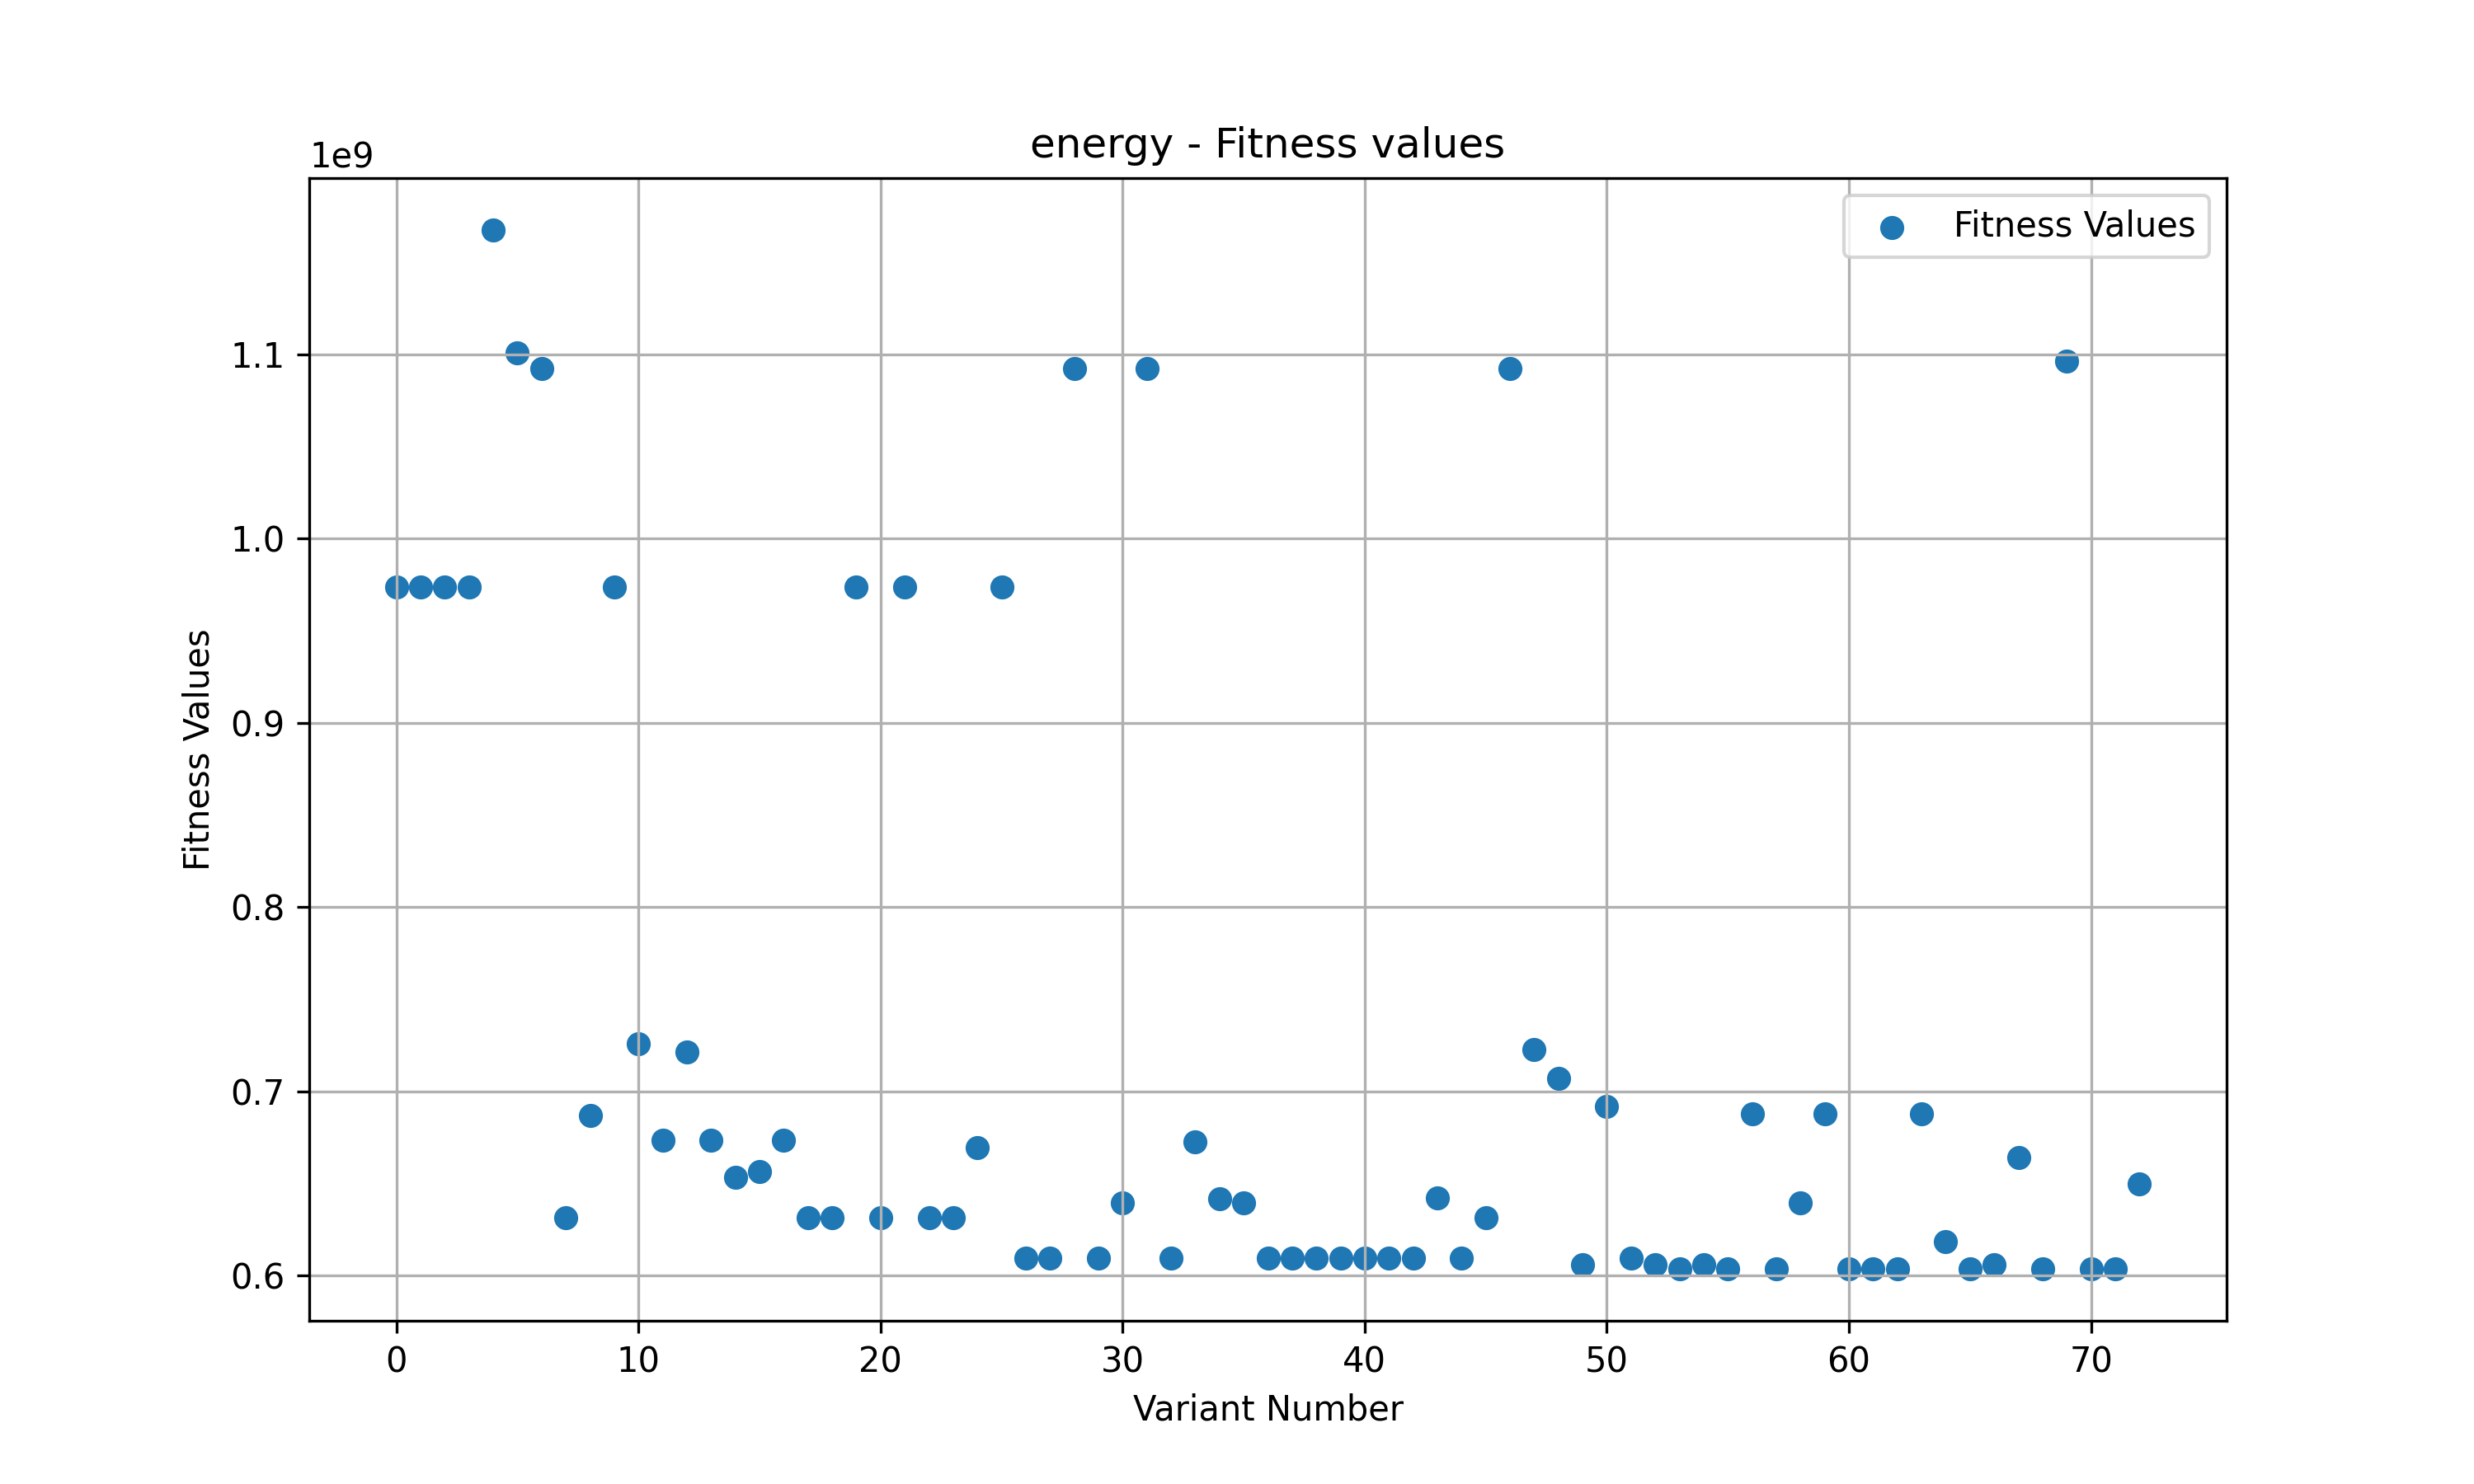 energy - Fitness values
1e9
Fitness Values
1.1
1.0
0.9
0.8
0.7
0.6
Fitness Values
0 10 20 30 40 50 60 70
Variant Number